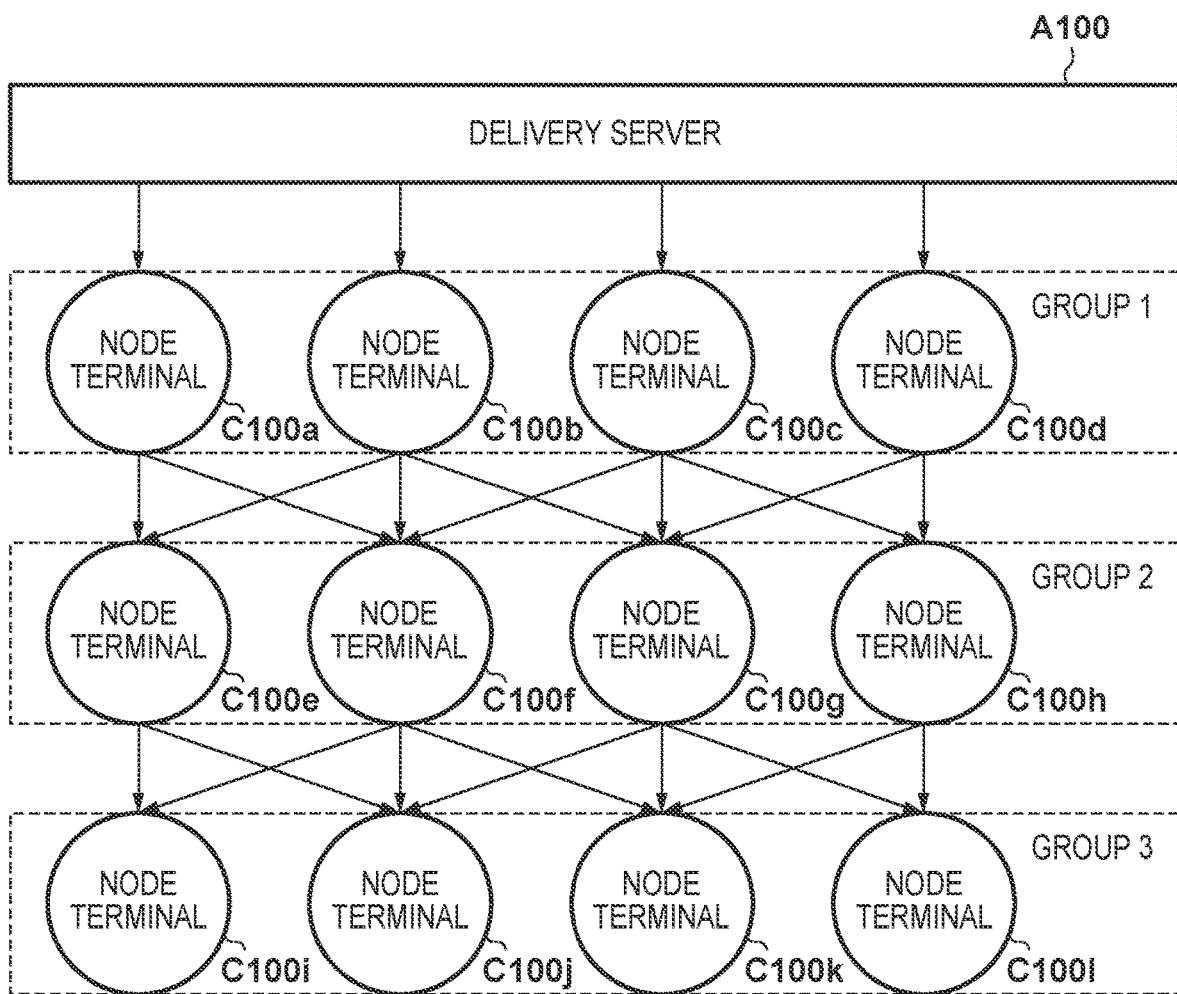 A100
DELIVERY SERVER
GROUP 1
NODE
TERMINAL
C100a
NODE
TERMINAL
C100b
NODE
TERMINAL
C100c
NODE
TERMINAL
C100d
GROUP 2
NODE
TERMINAL
C100e
NODE
TERMINAL
C100f
NODE
TERMINAL
C100g
NODE
TERMINAL
C100h
GROUP 3
NODE
TERMINAL
C100i
NODE
TERMINAL
C100j
NODE
TERMINAL
C100k
NODE
TERMINAL
C100l